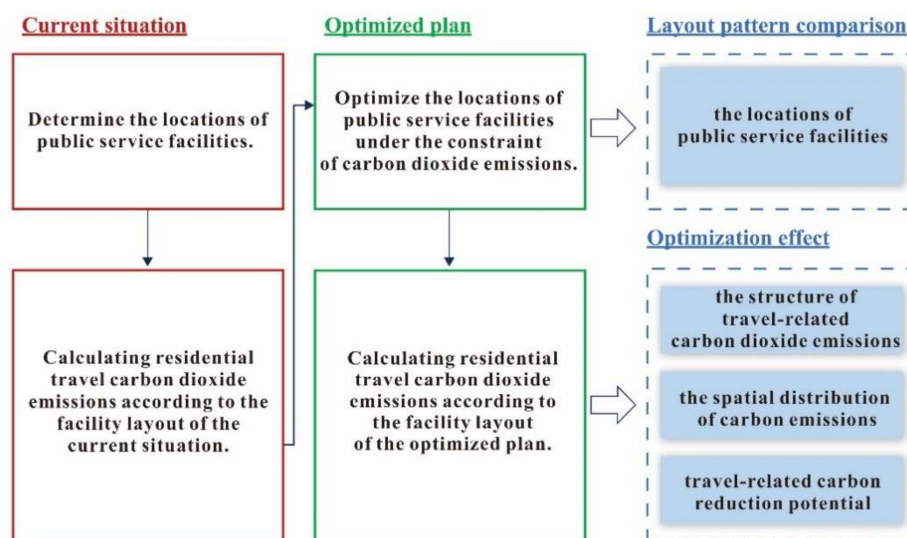 Current situation
Determine the locations of
public service facilities.
Calculating residential
travel carbon dioxide
emissions according to the
facility layout of the
current situation.
Optimized plan
Optimize the locations of
public service facilities
under the constraint
of carbon dioxide emissions.
Calculating residential
travel carbon dioxide
emissions according to
the facility layout
of the optimized plan.
Layout pattern comparison
the locations of
public service facilities
Optimization effect
the structure of
travel-related
carbon dioxide emissions
the spatial distribution
of carbon emissions
travel-related carbon
reduction potential